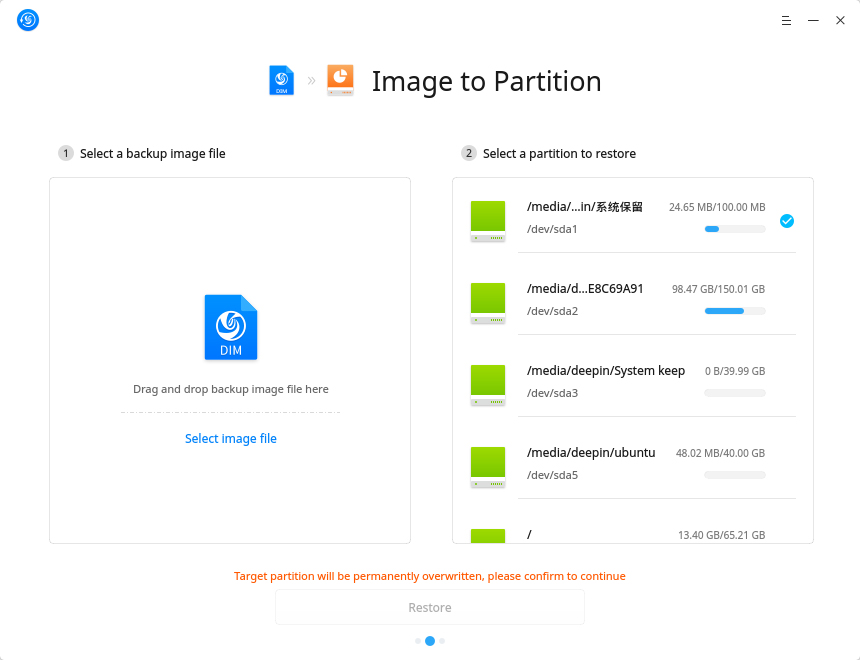 DIM
»
Image to Partition
1 Select a backup image file
DIM
Drag and drop backup image file here
Select image file
2 Select a partition to restore
/media/...in/系统保留 24.65 MB/100.00 MB
/dev/sda1
/media/d...E8C69A91 98.47 GB/150.01 GB
/dev/sda2
/media/deepin/System keep 0 B/39.99 GB
/dev/sda3
/media/deepin/ubuntu 48.02 MB/40.00 GB
/dev/sda5
/ 13.40 GB/65.21 GB
Target partition will be permanently overwritten, please confirm to continue
Restore